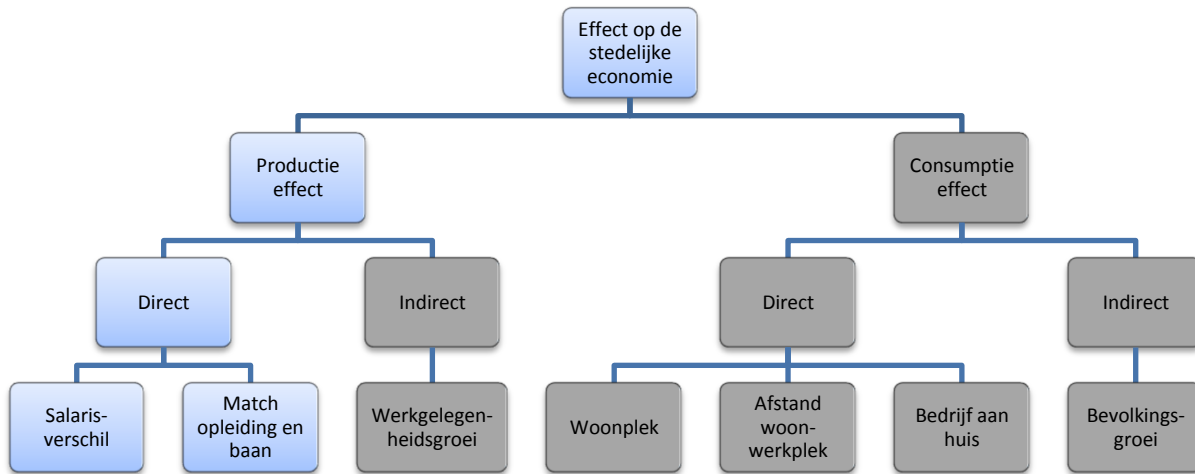 Effect op de
stedelijke
economie
Productie
effect
Consumptie
effect
Direct
Indirect
Direct
Indirect
Salaris-
verschil
Match
opleiding en
baan
Werkgelegen-
heidsgroei
Woonplek
Afstand
woon-
werkplek
Bedrijf aan
huis
Bevolkings-
groei